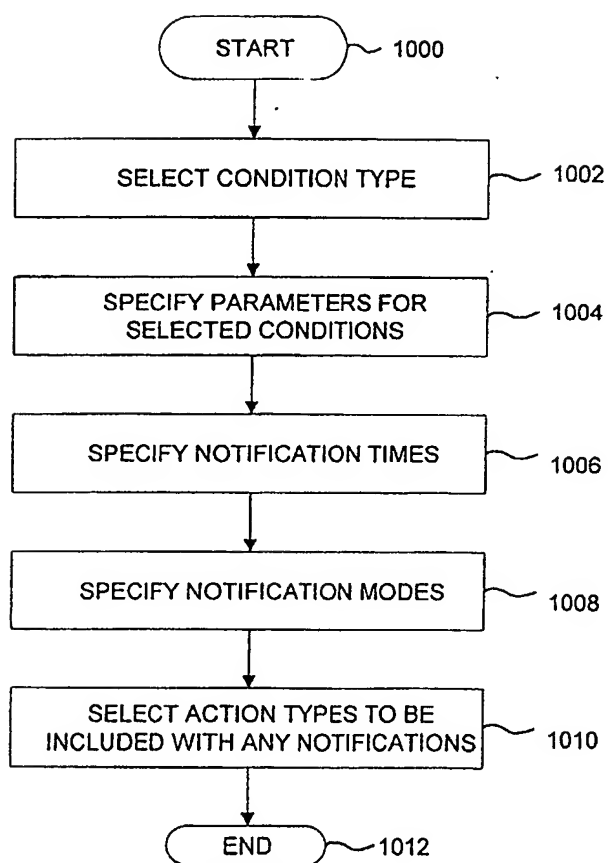 START
1000
SELECT CONDITION TYPE
1002
SPECIFY PARAMETERS FOR
SELECTED CONDITIONS
1004
SPECIFY NOTIFICATION TIMES
1006
SPECIFY NOTIFICATION MODES
1008
SELECT ACTION TYPES TO BE
INCLUDED WITH ANY NOTIFICATIONS
1010
END
1012